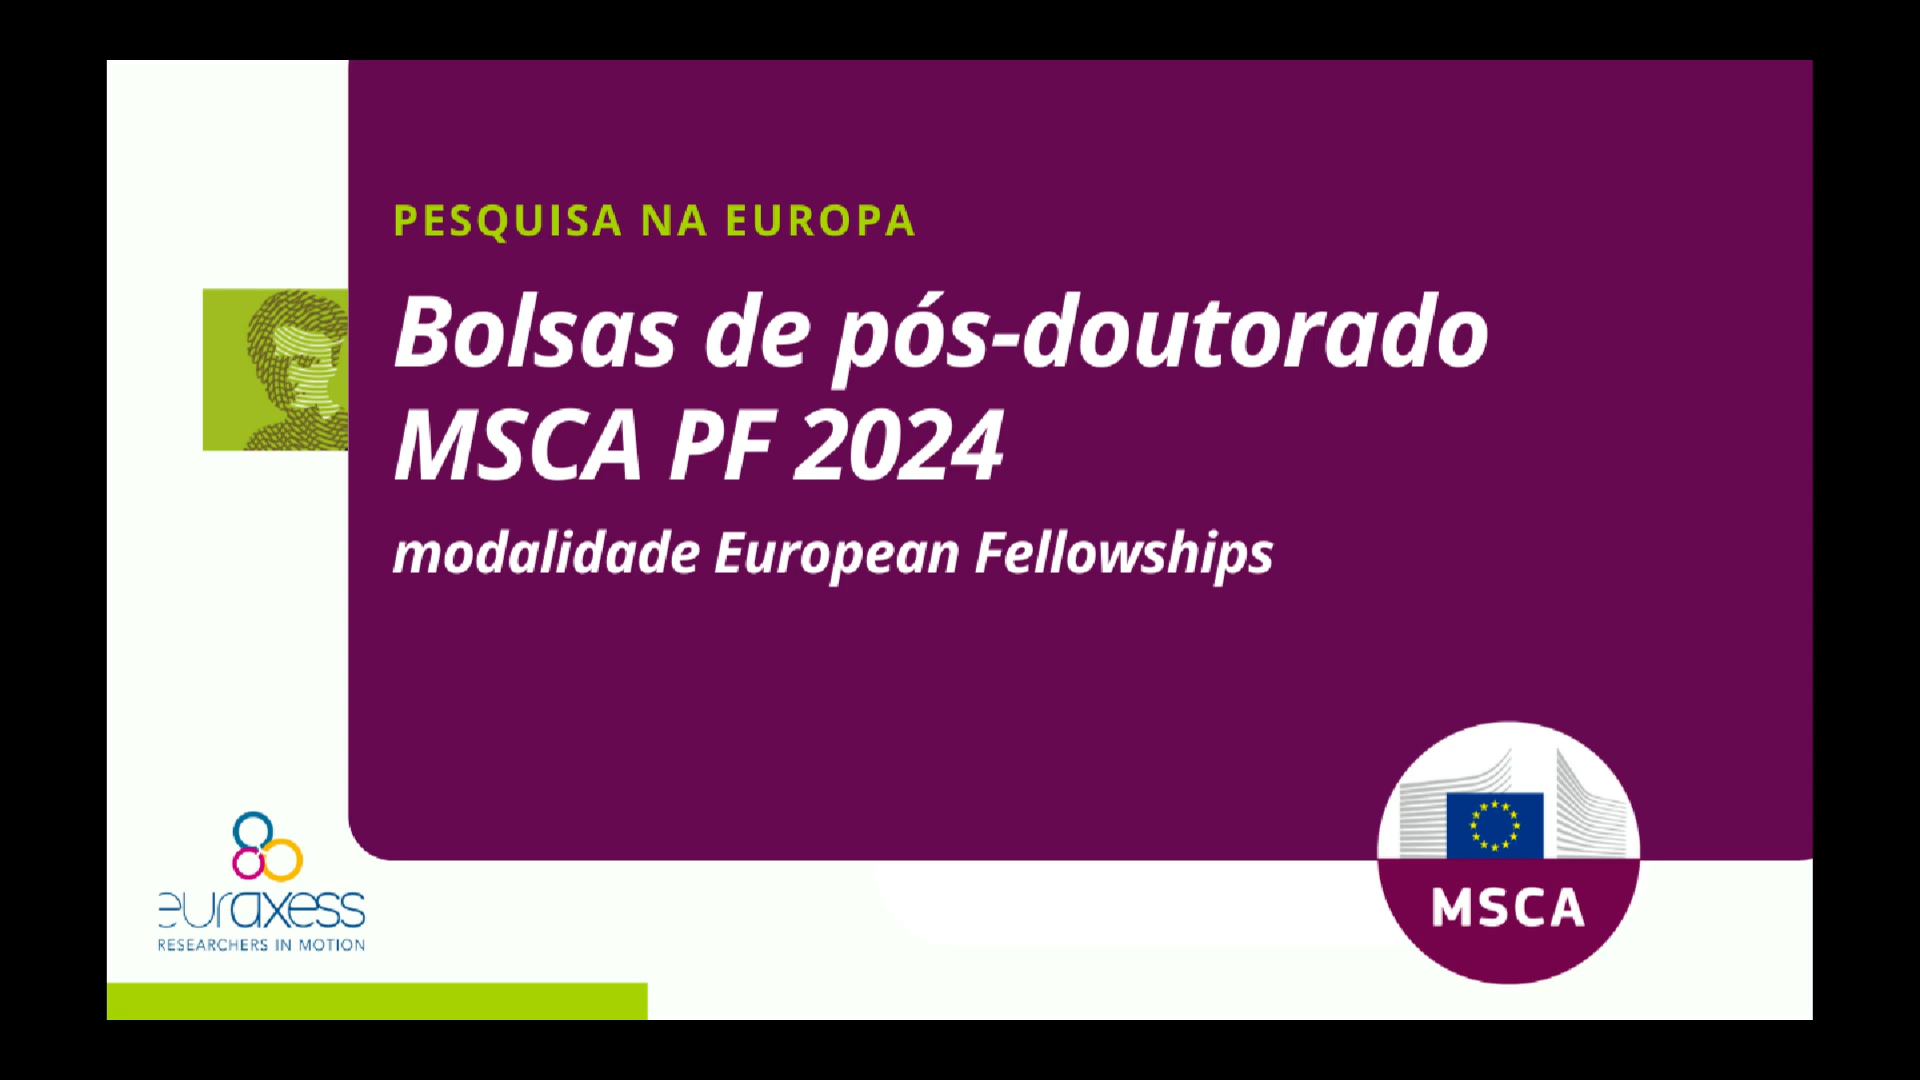 PESQUISA NA EUROPA
Bolsas de pós-doutorado
MSCA PF 2024
modalidade European Fellowships
euraxess
RESEARCHERS IN MOTION
MSCA